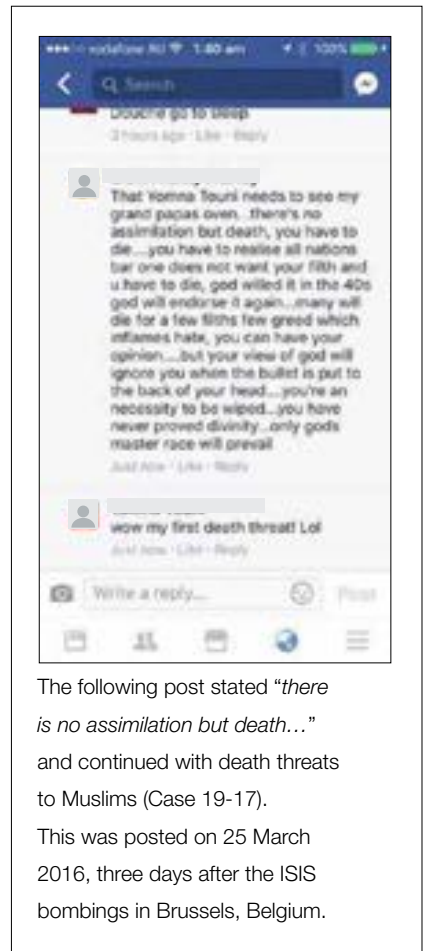 vodafone AU 1:40 am 100%
Search
Douche go to sleep
3 hours ago · Like · Reply
That Yomna Touni needs to see my
grand papas oven...there's no
assimilation but death, you have to
die....you have to realise all nations
bar one does not want your filth and
u have to die, god willed it in the 40s
god will endorse it again...many will
die for a few filths few greed which
inflames hate, you can have your
opinion.....but your view of god will
ignore you when the bullet is put to
the back of your head....you're an
necessity to be wiped...you have
never proved divinity...only gods
master race will prevail
Just now · Like · Reply
wow my first death threat! Lol
Just now · Like · Reply
Write a reply... Post
The following post stated “there
is no assimilation but death…”
and continued with death threats
to Muslims (Case 19-17).
This was posted on 25 March
2016, three days after the ISIS
bombings in Brussels, Belgium.